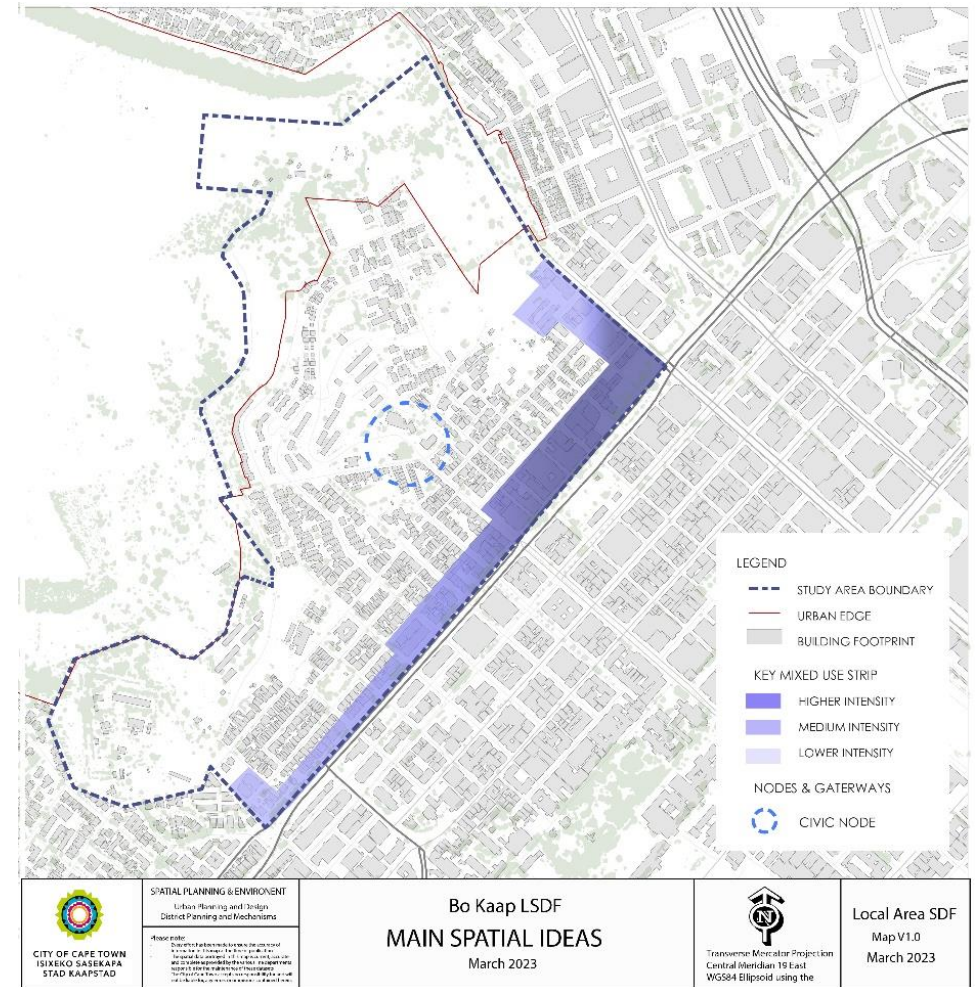 LEGEND
STUDY AREA BOUNDARY
URBAN EDGE
BUILDING FOOTPRINT
KEY MIXED USE STRIP
HIGHER INTENSITY
MEDIUM INTENSITY
LOWER INTENSITY
NODES & GATERWAYS
CIVIC NODE
CITY OF CAPE TOWN
ISIXEKO SASEKAPA
STAD KAAPSTAD
SPATIAL PLANNING & ENVIRONMENT
Urban Planning and Design
District Planning and Mechanisms
Please note:
Bo Kaap LSDF
MAIN SPATIAL IDEAS
March 2023
N
Transverse Mercator Projection
Central Meridian 19 East
WGS84 Ellipsoid using the
Local Area SDF
Map V1.0
March 2023